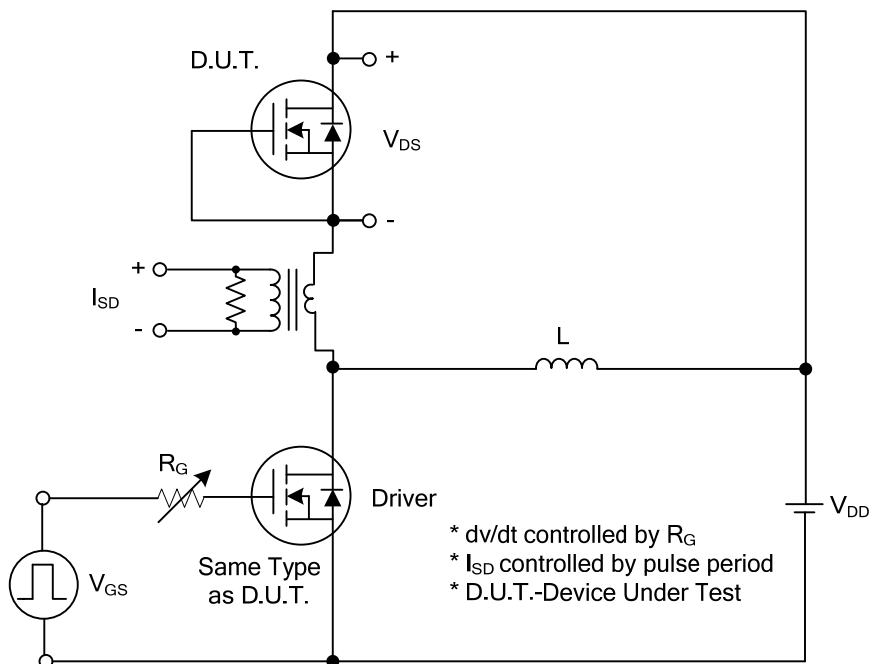 D.U.T.
+
VDS
-
+
ISD
-
L
RG
Driver
VDD
VGS
Same Type
as D.U.T.
* dv/dt controlled by RG
* ISD controlled by pulse period
* D.U.T.-Device Under Test